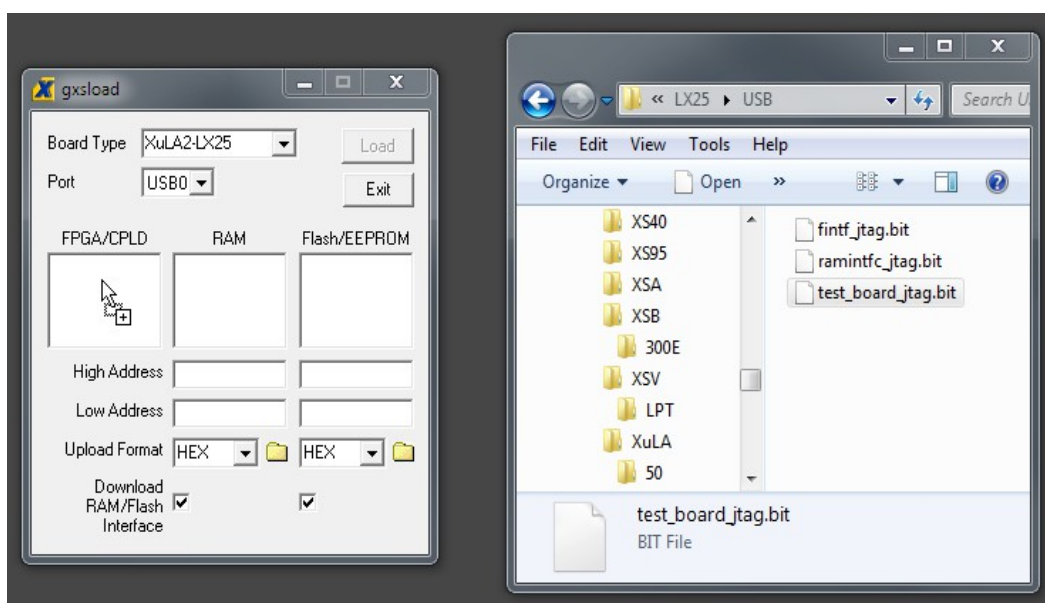 gxsload
Board Type XuLA2-LX25 Load
Port USB0 Exit
FPGA/CPLD RAM Flash/EEPROM
High Address
Low Address
Upload Format HEX HEX
Download
RAM/Flash
Interface
« LX25 USB Search U
File Edit View Tools Help
Organize Open »
XS40
XS95
XSA
XSB
300E
XSV
LPT
XuLA
50
fintf_jtag.bit
ramintfc_jtag.bit
test_board_jtag.bit
test_board_jtag.bit
BIT File